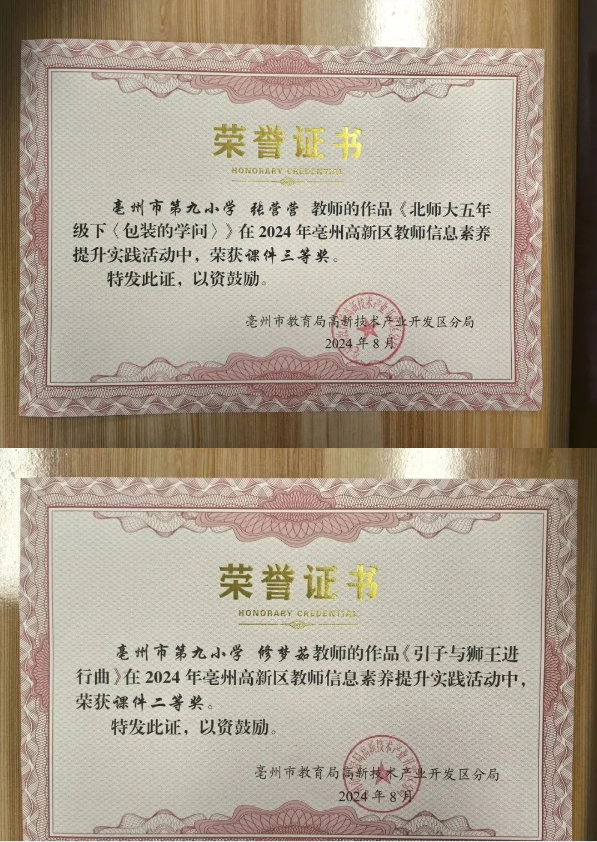 荣誉证书
HONORARY CREDENTIAL
亳州市第九小学 张营营 教师的作品《北师大五年
级下〈包装的学问〉》在 2024 年亳州高新区教师信息素养
提升实践活动中，荣获课件三等奖。
特发此证，以资鼓励。
亳州市教育局高新技术产业开发区分局
2024 年 8 月
荣誉证书
HONORARY CREDENTIAL
亳州市第九小学 修梦茹教师的作品《引子与狮王进
行曲》在 2024 年亳州高新区教师信息素养提升实践活动中，
荣获课件二等奖。
特发此证，以资鼓励。
亳州市教育局高新技术产业开发区分局
2024 年 8 月